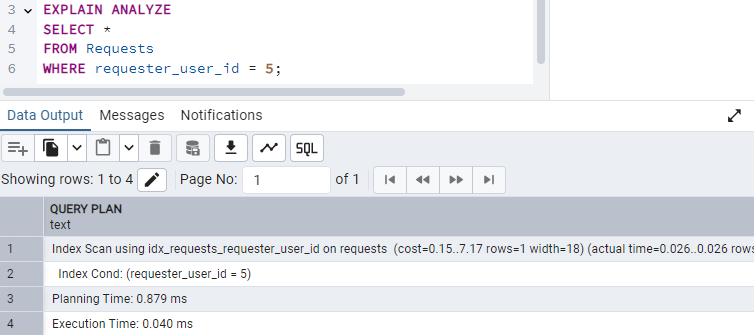 3 EXPLAIN ANALYZE
4 SELECT *
5 FROM Requests
6 WHERE requester_user_id = 5;
Data Output Messages Notifications
SQL
Showing rows: 1 to 4 Page No: 1 of 1
QUERY PLAN
text
1 Index Scan using idx_requests_requester_user_id on requests (cost=0.15..7.17 rows=1 width=18) (actual time=0.026..0.026 rows
2 Index Cond: (requester_user_id = 5)
3 Planning Time: 0.879 ms
4 Execution Time: 0.040 ms